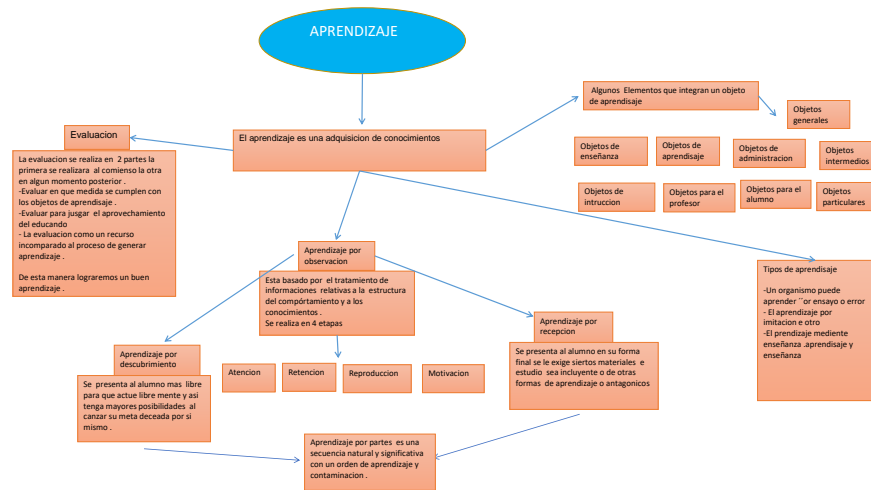 APRENDIZAJE
Algunos Elementos que integran un objeto
de aprendisaje
Objetos
generales
Evaluacion
El aprendizaje es una adquisicion de conocimientos
Objetos de
enseñanza
Objetos de
aprendisaje
Objetos de
administracion
Objetos
intermedios
La evaluacion se realiza en 2 partes la
primera se realizara al comienso la otra
en algun momento posterior .
-Evaluar en que medida se cumplen con
los objetos de aprendisaje .
-Evaluar para jusgar el aprovechamiento
del educando
- La evaluacion como un recurso
incomparado al proceso de generar
aprendizaje .
De esta manera lograremos un buen
aprendizaje .
Objetos de
intruccion
Objetos para el
profesor
Objetos para el
alumno
Objetos
particulares
Aprendizaje por
observacion
Esta basado por el tratamiento de
informaciones relativas a la estructura
del compórtamiento y a los
conocimientos .
Se realiza en 4 etapas
Tipos de aprendisaje
-Un organismo puede
aprender ´´or ensayo o error
- El aprendizaje por
imitacion e otro
-El prendizaje mediente
enseñanza .aprendisaje y
enseñanza
Aprendizaje por
recepcion
Se presenta al alumno en su forma
final se le exige siertos materiales e
estudio sea incluyente o de otras
formas de aprendizaje o antagonicos
Aprendizaje por
descubrimiento
Se presenta al alumno mas libre
para que actue libre mente y asi
tenga mayores posibilidades al
canzar su meta deceada por si
mismo .
Atencion
Retencion
Reproduccion
Motivacion
Aprendizaje por partes es una
secuencia natural y significativa
con un orden de aprendizaje y
contaminacion .